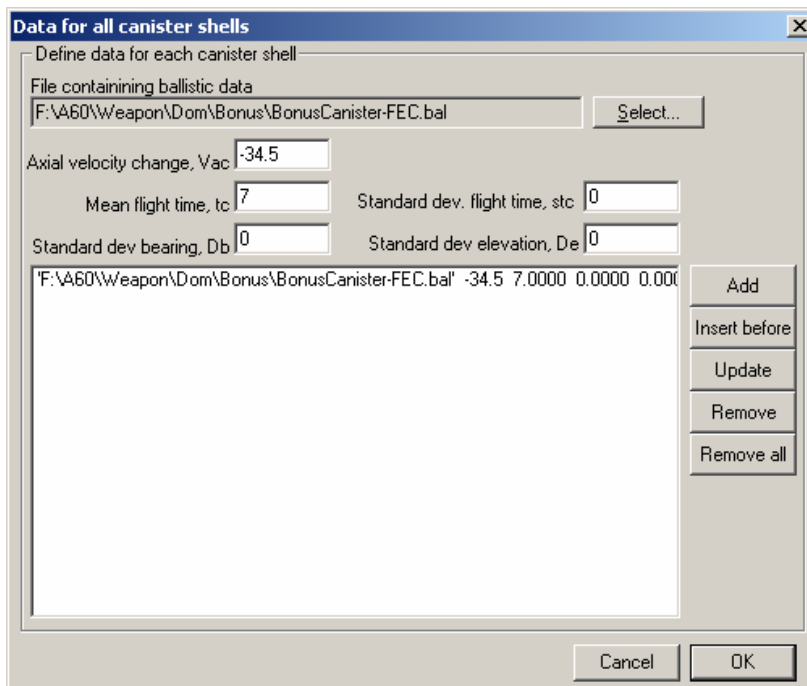 Data for all canister shells
Define data for each canister shell
File containining ballistic data
F:\A60\Weapon\Dom\Bonus\BonusCanister-FEC.bal Select...
Axial velocity change, Vac -34.5
Mean flight time, tc 7 Standard dev. flight time, stc 0
Standard dev bearing, Db 0 Standard dev elevation, De 0
'F:\A60\Weapon\Dom\Bonus\BonusCanister-FEC.bal' -34.5 7.0000 0.0000 0.000
Add
Insert before
Update
Remove
Remove all
Cancel OK